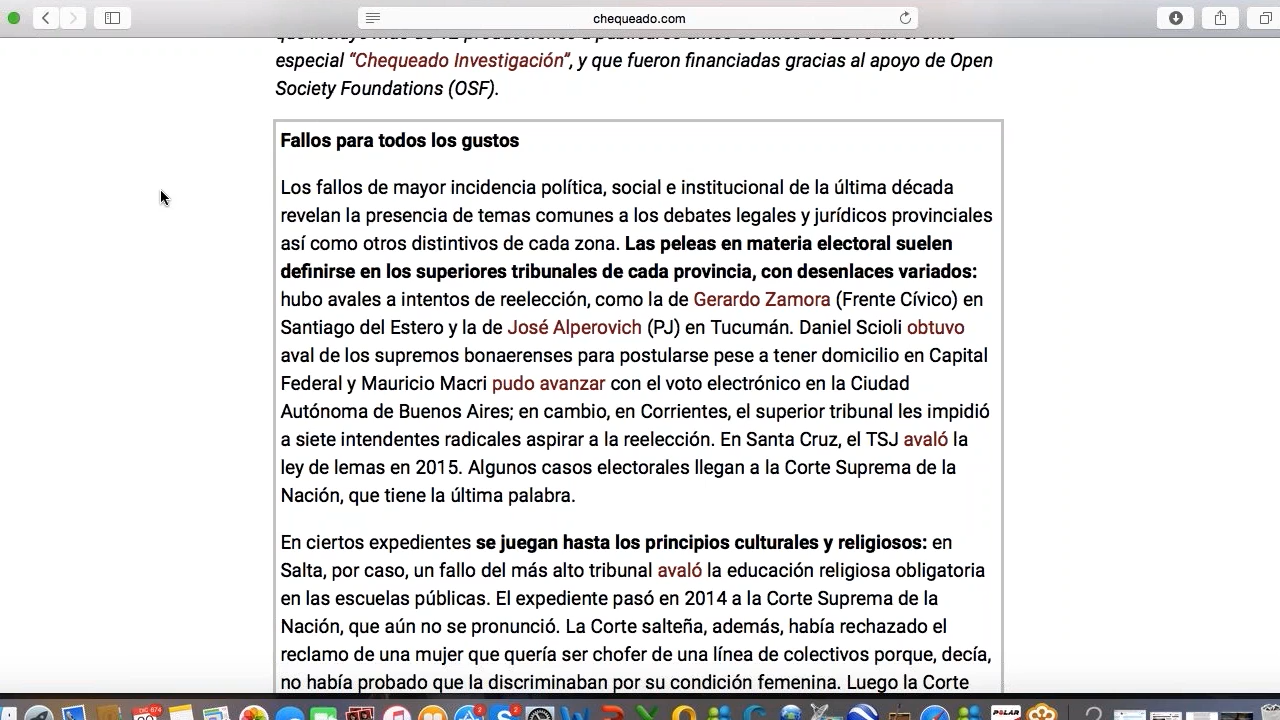 chequeado.com
especial “Chequeado Investigación”, y que fueron financiadas gracias al apoyo de Open
Society Foundations (OSF).
Fallos para todos los gustos
Los fallos de mayor incidencia política, social e institucional de la última década
revelan la presencia de temas comunes a los debates legales y jurídicos provinciales
así como otros distintivos de cada zona. Las peleas en materia electoral suelen
definirse en los superiores tribunales de cada provincia, con desenlaces variados:
hubo avales a intentos de reelección, como la de Gerardo Zamora (Frente Cívico) en
Santiago del Estero y la de José Alperovich (PJ) en Tucumán. Daniel Scioli obtuvo
aval de los supremos bonaerenses para postularse pese a tener domicilio en Capital
Federal y Mauricio Macri pudo avanzar con el voto electrónico en la Ciudad
Autónoma de Buenos Aires; en cambio, en Corrientes, el superior tribunal les impidió
a siete intendentes radicales aspirar a la reelección. En Santa Cruz, el TSJ avaló la
ley de lemas en 2015. Algunos casos electorales llegan a la Corte Suprema de la
Nación, que tiene la última palabra.
En ciertos expedientes se juegan hasta los principios culturales y religiosos: en
Salta, por caso, un fallo del más alto tribunal avaló la educación religiosa obligatoria
en las escuelas públicas. El expediente pasó en 2014 a la Corte Suprema de la
Nación, que aún no se pronunció. La Corte salteña, además, había rechazado el
reclamo de una mujer que quería ser chofer de una línea de colectivos porque, decía,
no había probado que la discriminaban por su condición femenina. Luego la Corte
POLAR